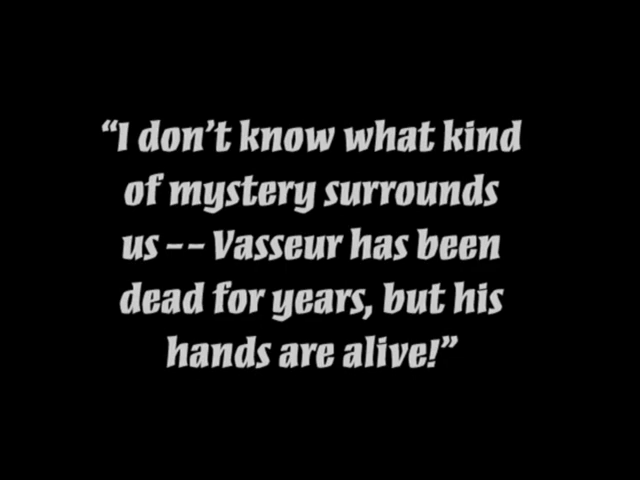 “I don’t know what kind
of mystery surrounds
us -- Vasseur has been
dead for years, but his
hands are alive!”